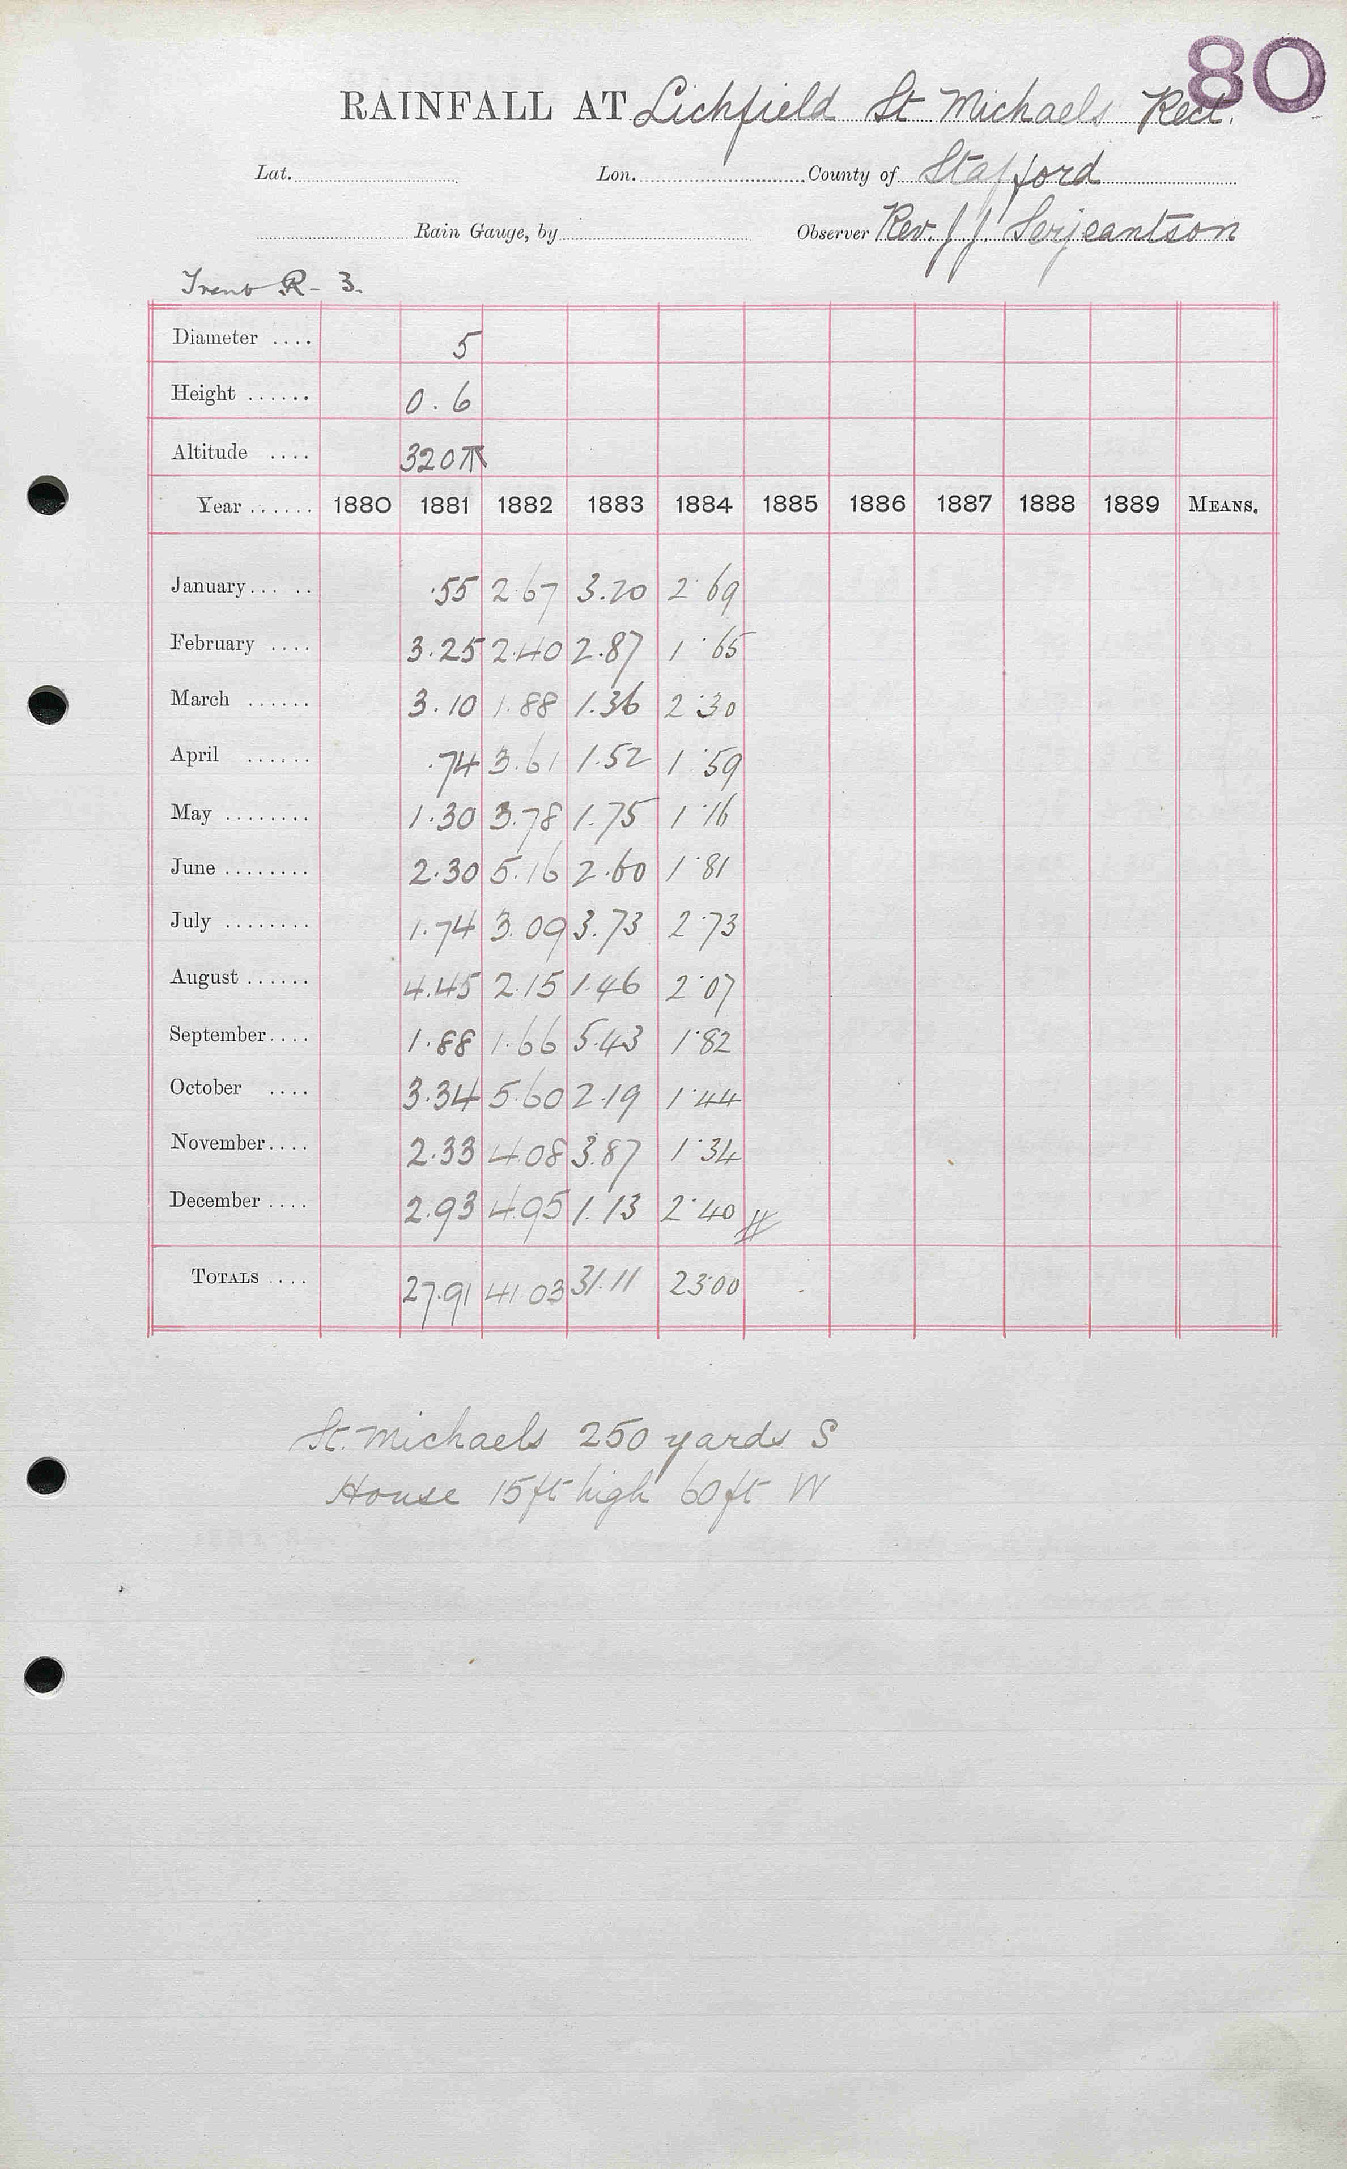 80
RAINFALL AT Lichfield St Michaels Rect.
Lat. Lon. County of Stafford
Rain Gauge, by Observer Rev. J J Serjeantson
Trent R - 3.
Diameter .... 5
Height ...... 0.6
Altitude .... 320
Year ...... 1880 1881 1882 1883 1884 1885 1886 1887 1888 1889 MEANS.
January... .. .55 2.67 3.20 2.69
February .... 3.25 2.40 2.87 1.65
March ...... 3.10 1.88 1.36 2.30
April ...... .74 3.61 1.52 1.59
May ........ 1.30 3.78 1.75 1.16
June ........ 2.30 5.16 2.60 1.81
July ........ 1.74 3.09 3.73 2.73
August ...... 4.45 2.15 1.46 2.07
September.... 1.88 1.66 5.43 1.82
October .... 3.34 5.60 2.19 1.44
November.... 2.33 4.08 3.87 1.34
December .... 2.93 4.95 1.13 2.40
TOTALS .... 27.91 41.03 31.11 23.00
St. Michaels 250 yards S
House 15ft high 60ft W